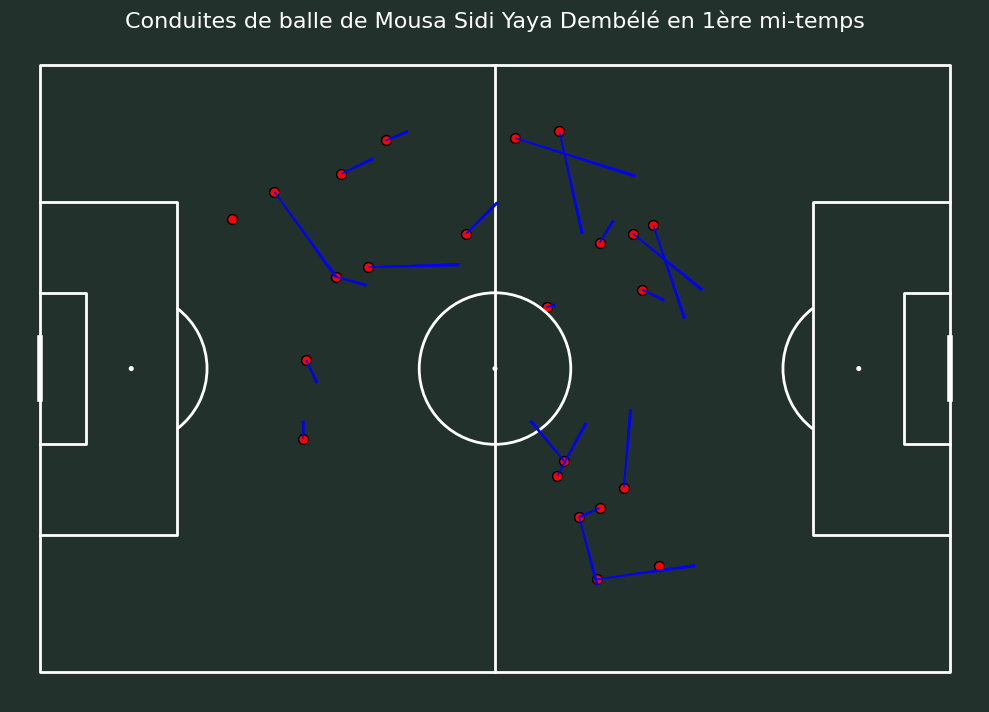 Conduites de balle de Mousa Sidi Yaya Dembélé en 1ère mi-temps